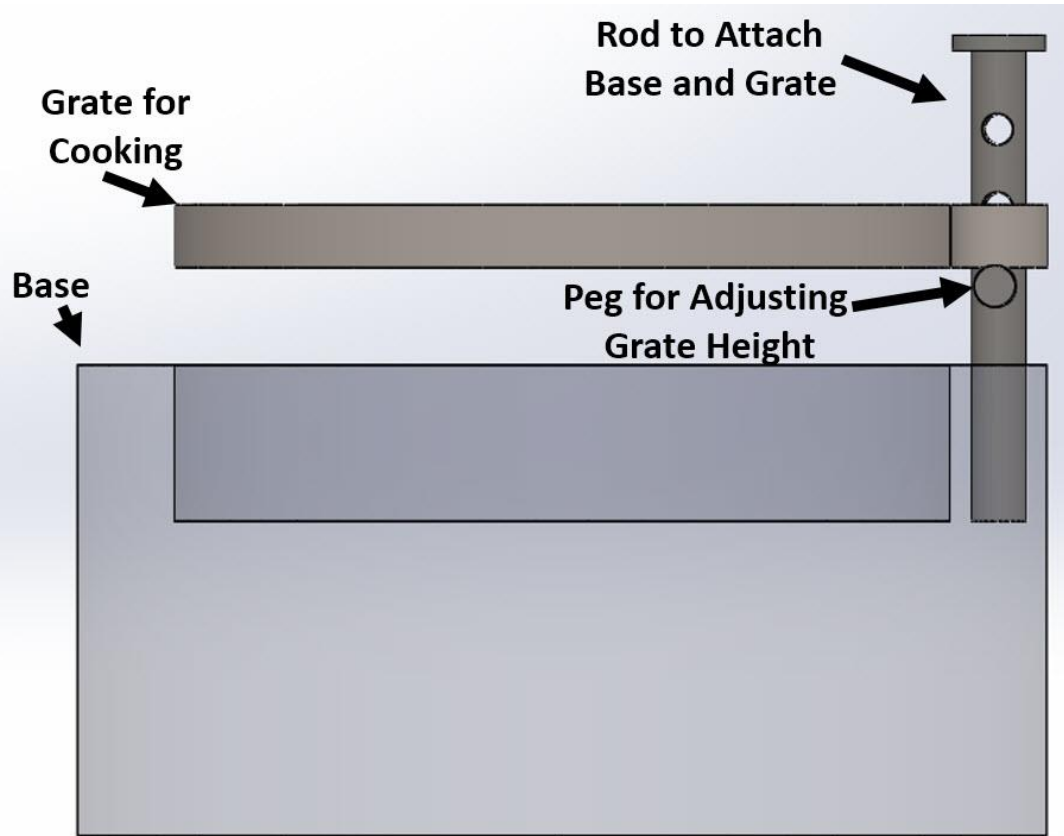 Rod to Attach
Base and Grate
Grate for
Cooking
Base
Peg for Adjusting
Grate Height